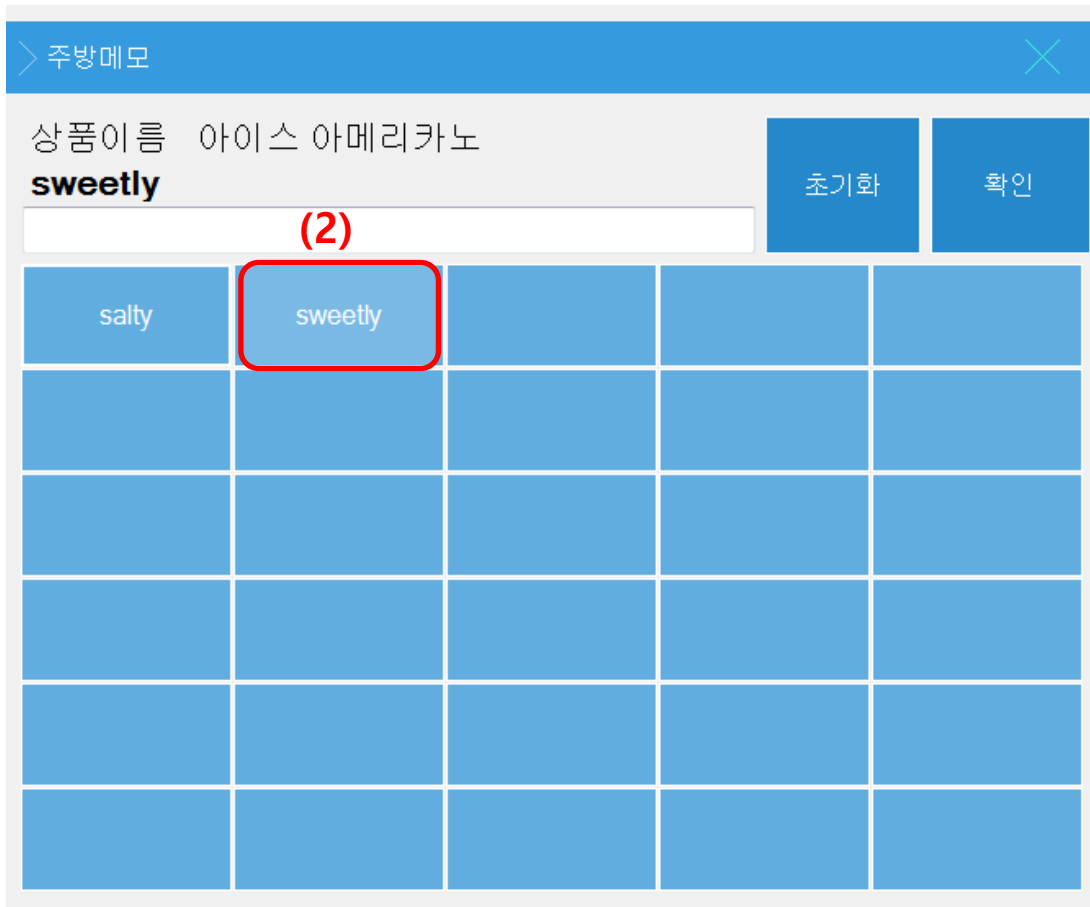 주방메모
상품이름 아이스 아메리카노
sweetly
초기화 확인
(2)
salty sweetly